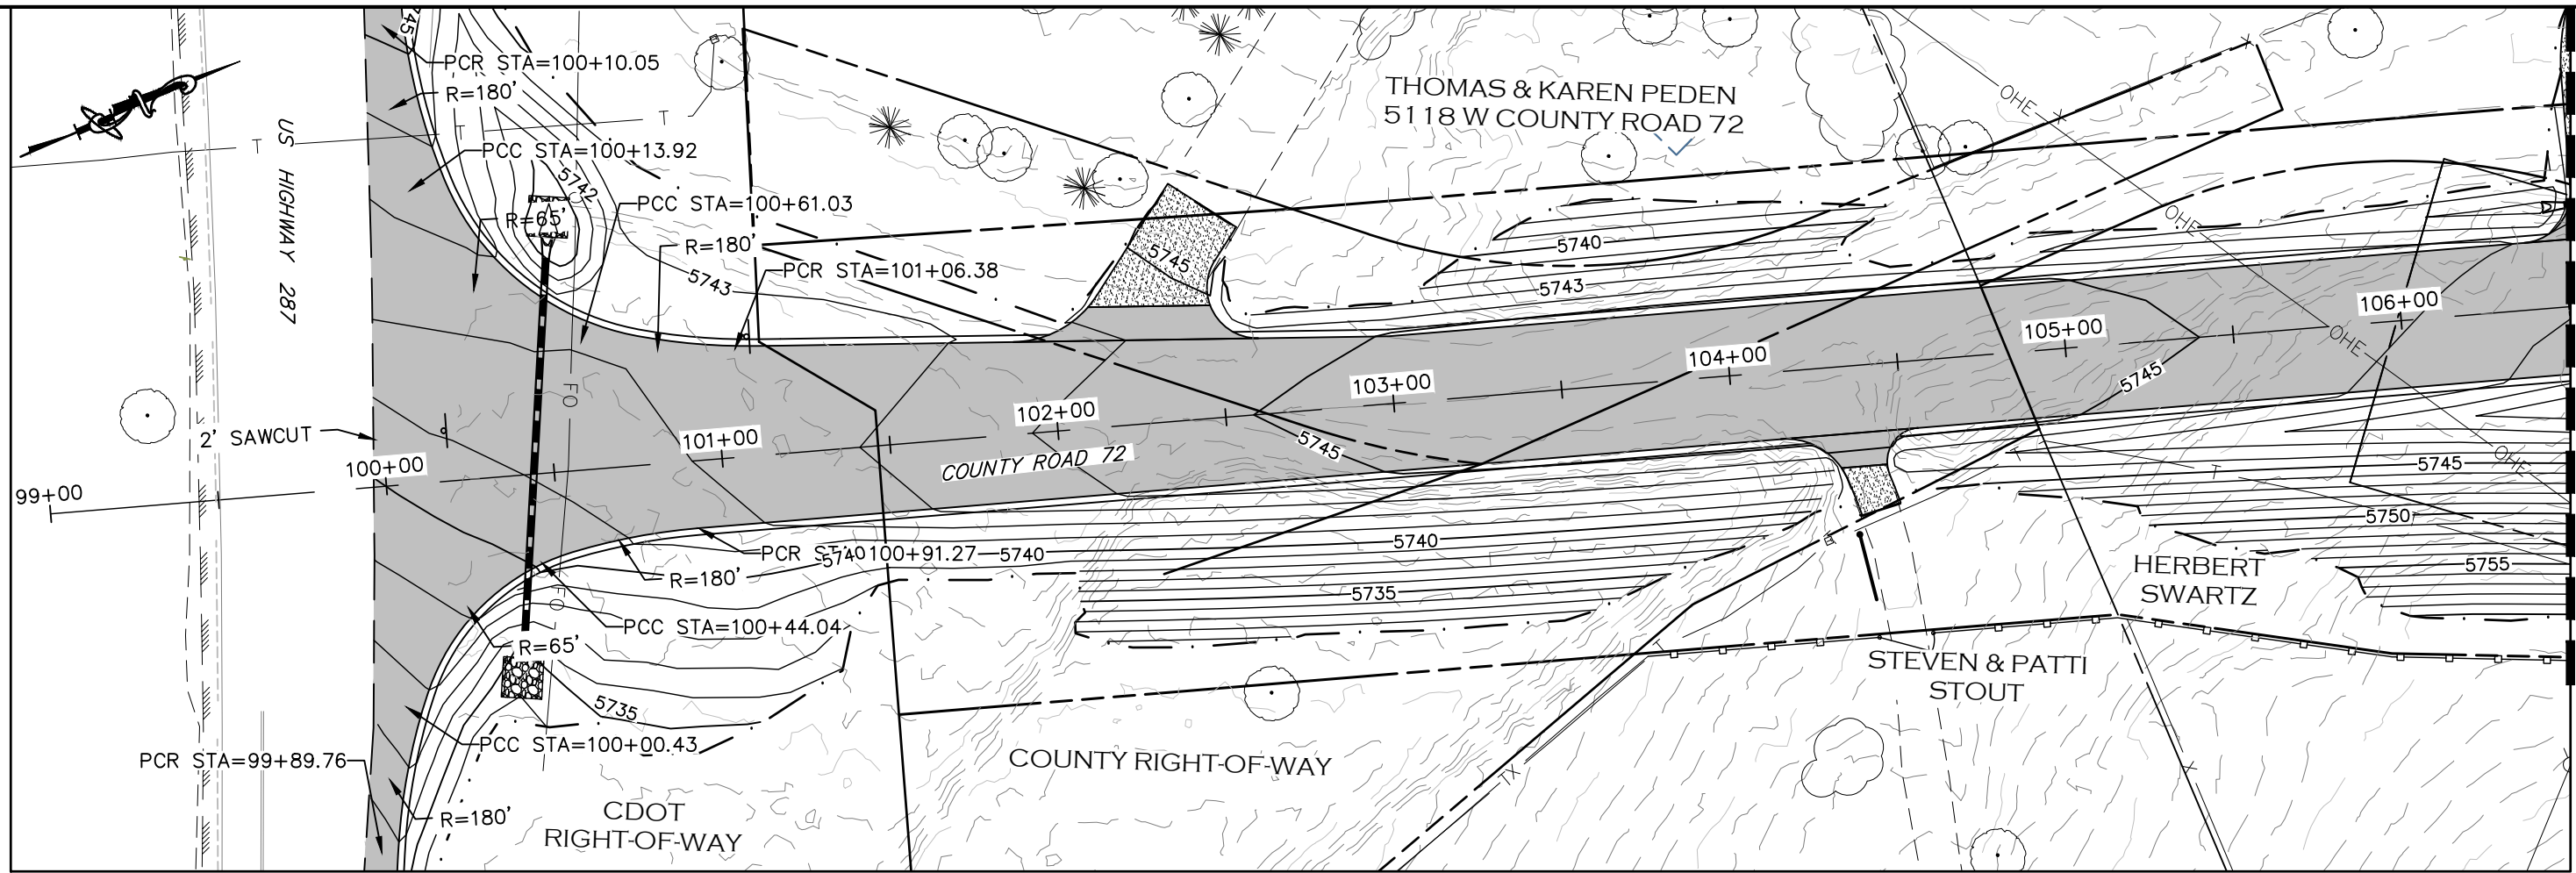 5745
PCR STA=100+10.05
R=180'
T
T
T
PCC STA=100+13.92
5742
PCC STA=100+61.03
R=65'
R=180'
PCR STA=101+06.38
5743
US HIGHWAY 287
THOMAS & KAREN PEDEN
5118 W COUNTY ROAD 72
OHE
OHE
OHE
OHE
5745
5740
5743
FO
FO
2' SAWCUT
99+00
100+00
101+00
102+00
103+00
104+00
105+00
106+00
COUNTY ROAD 72
5745
5745
5745
5750
5755
PCR STA=100+91.27
5740
5740
5740
5735
R=180'
PCC STA=100+44.04
R=65'
5735
PCC STA=100+00.43
PCR STA=99+89.76
R=180'
CDOT
RIGHT-OF-WAY
COUNTY RIGHT-OF-WAY
TX
T
T
T
HERBERT
SWARTZ
STEVEN & PATTI
STOUT
X
X
X